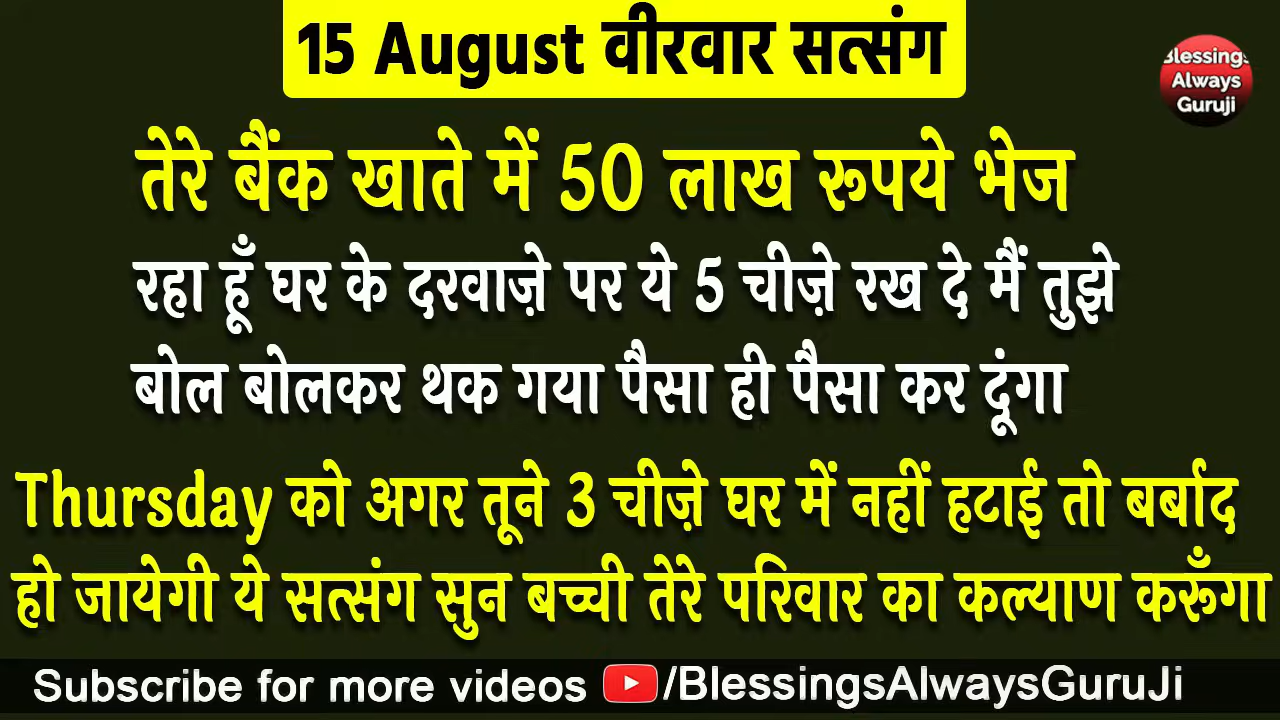 15 August वीरवार सत्संग
Blessings
Always
Guruji
तेरे बैंक खाते में 50 लाख रूपये भेज
रहा हूँ घर के दरवाज़े पर ये 5 चीज़े रख दे मैं तुझे
बोल बोलकर थक गया पैसा ही पैसा कर दूंगा
Thursday को अगर तूने 3 चीज़े घर में नहीं हटाई तो बर्बाद
हो जायेगी ये सत्संग सुन बच्ची तेरे परिवार का कल्याण करूँगा
Subscribe for more videos /BlessingsAlwaysGuruJi